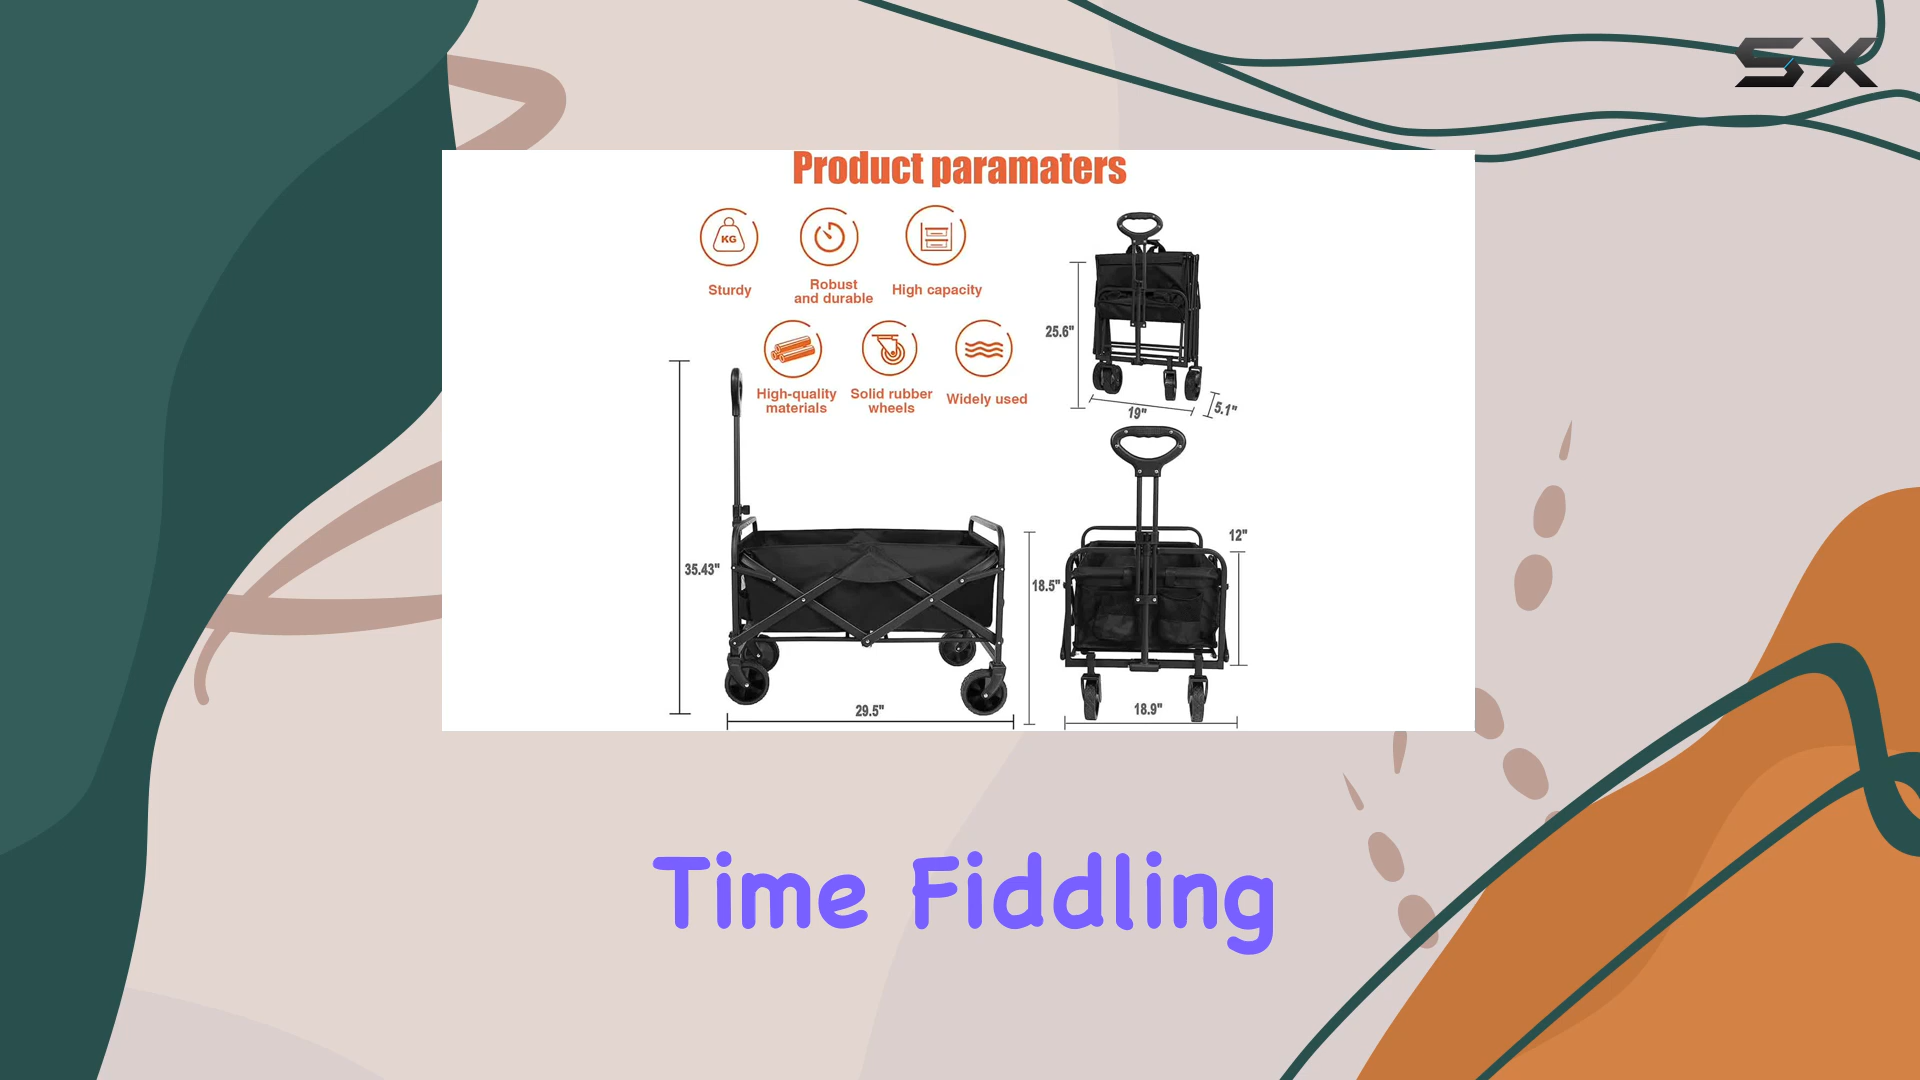 SX
Product paramaters
KG
Sturdy
Robust
and durable
High capacity
High-quality
materials
Solid rubber
wheels
Widely used
25.6"
19"
5.1"
35.43"
29.5"
18.5"
12"
18.9"
Time Fiddling